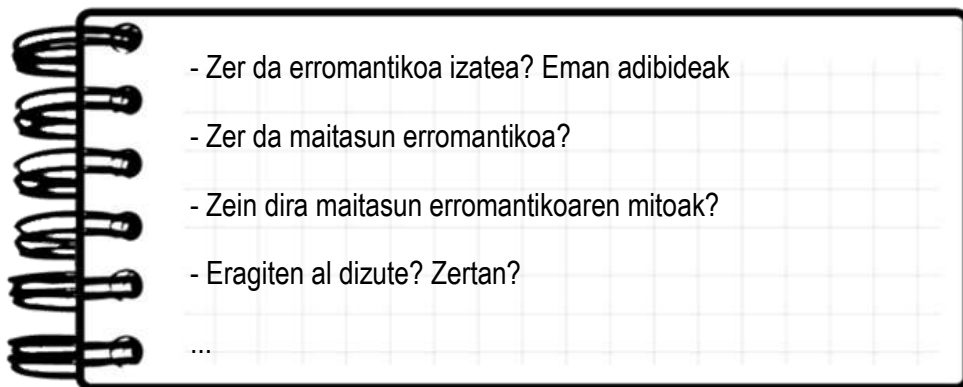 - Zer da erromantikoa izatea? Eman adibideak
- Zer da maitasun erromantikoa?
- Zein dira maitasun erromantikoaren mitoak?
- Eragiten al dizute? Zertan?
...